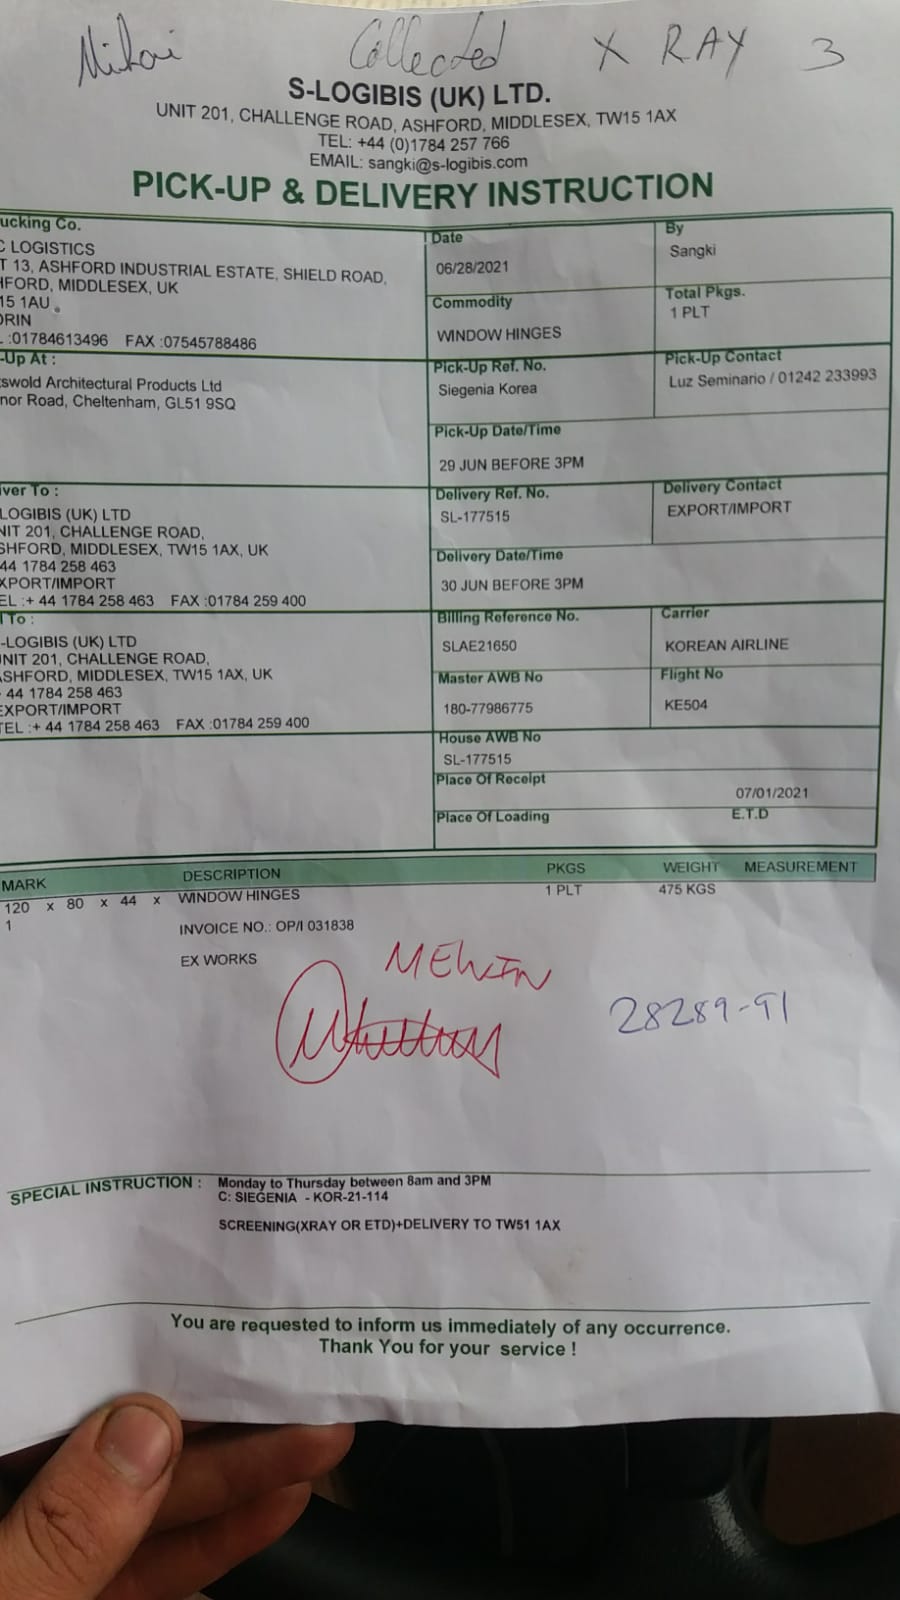 Mihai Collected X RAY 3
S-LOGIBIS (UK) LTD.
UNIT 201, CHALLENGE ROAD, ASHFORD, MIDDLESEX, TW15 1AX
TEL: +44 (0)1784 257 766
EMAIL: sangki@s-logibis.com
PICK-UP & DELIVERY INSTRUCTION
ucking Co.
C LOGISTICS
T 13, ASHFORD INDUSTRIAL ESTATE, SHIELD ROAD,
HFORD, MIDDLESEX, UK
15 1AU
ORIN
:01784613496 FAX :07545788486
Date
06/28/2021
By
Sangki
Commodity
WINDOW HINGES
Total Pkgs.
1 PLT
-Up At :
swold Architectural Products Ltd
nor Road, Cheltenham, GL51 9SQ
Pick-Up Ref. No.
Siegenia Korea
Pick-Up Contact
Luz Seminario / 01242 233993
Pick-Up Date/Time
29 JUN BEFORE 3PM
ver To :
LOGIBIS (UK) LTD
NIT 201, CHALLENGE ROAD,
SHFORD, MIDDLESEX, TW15 1AX, UK
44 1784 258 463
XPORT/IMPORT
EL :+ 44 1784 258 463 FAX :01784 259 400
Delivery Ref. No.
SL-177515
Delivery Contact
EXPORT/IMPORT
Delivery Date/Time
30 JUN BEFORE 3PM
l To :
-LOGIBIS (UK) LTD
UNIT 201, CHALLENGE ROAD,
ASHFORD, MIDDLESEX, TW15 1AX, UK
44 1784 258 463
EXPORT/IMPORT
TEL :+ 44 1784 258 463 FAX :01784 259 400
Billing Reference No.
SLAE21650
Carrier
KOREAN AIRLINE
Master AWB No
180-77986775
Flight No
KE504
House AWB No
SL-177515
Place Of Receipt
07/01/2021
Place Of Loading E.T.D
MARK DESCRIPTION PKGS WEIGHT MEASUREMENT
120 x 80 x 44 x WINDOW HINGES 1 PLT 475 KGS
1
INVOICE NO.: OP/I 031838
EX WORKS
MELVIN
28289-91
SPECIAL INSTRUCTION : Monday to Thursday between 8am and 3PM
C: SIEGENIA - KOR-21-114
SCREENING(XRAY OR ETD)+DELIVERY TO TW51 1AX
You are requested to inform us immediately of any occurrence.
Thank You for your service !